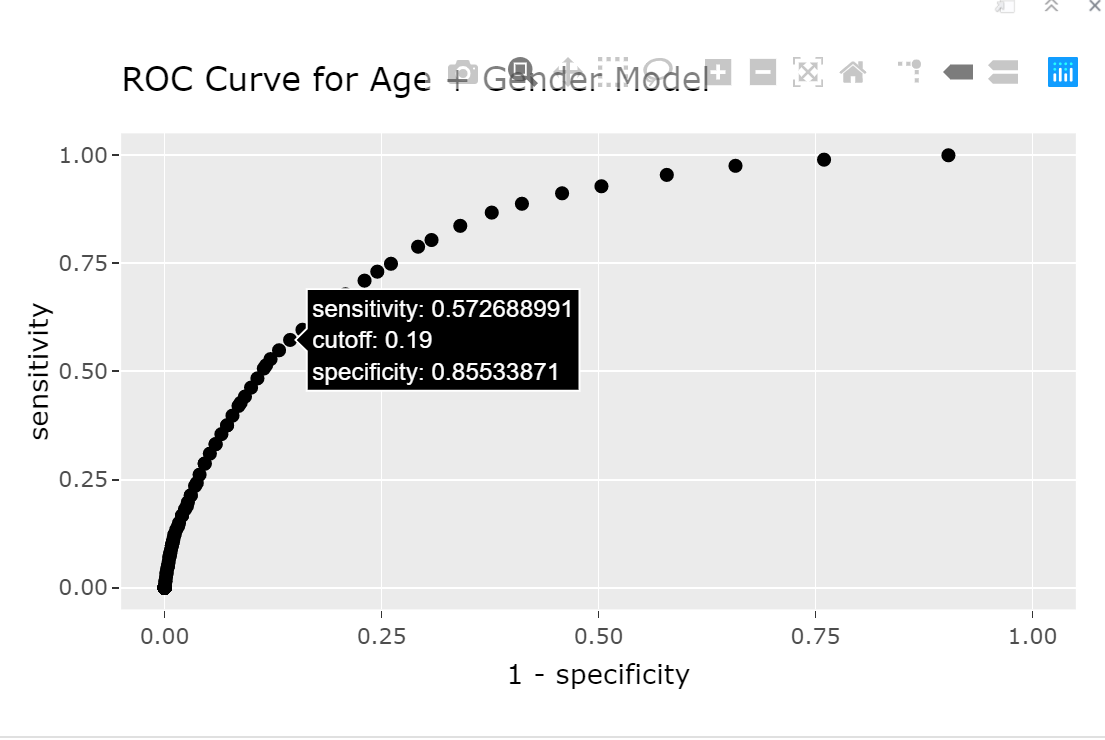 ROC Curve for Age + Gender Model
1.00
0.75
0.50
0.25
0.00
sensitivity
sensitivity: 0.572688991
cutoff: 0.19
specificity: 0.85533871
0.00 0.25 0.50 0.75 1.00
1 - specificity